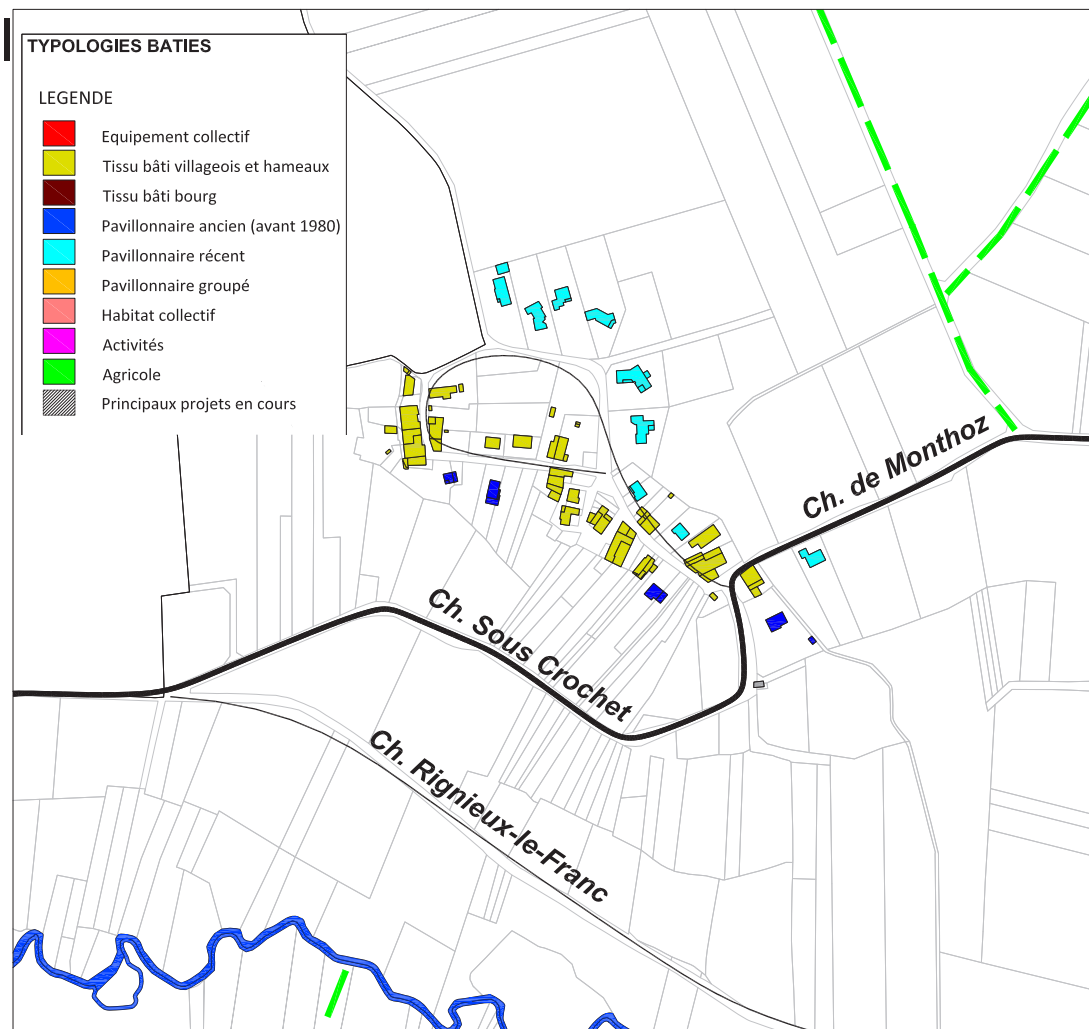 TYPOLOGIES BATIES
LEGENDE
Equipement collectif
Tissu bâti villageois et hameaux
Tissu bâti bourg
Pavillonnaire ancien (avant 1980)
Pavillonnaire récent
Pavillonnaire groupé
Habitat collectif
Activités
Agricole
Principaux projets en cours
Ch. de Monthoz
Ch. Sous Crochet
Ch. Rignieux-le-Franc